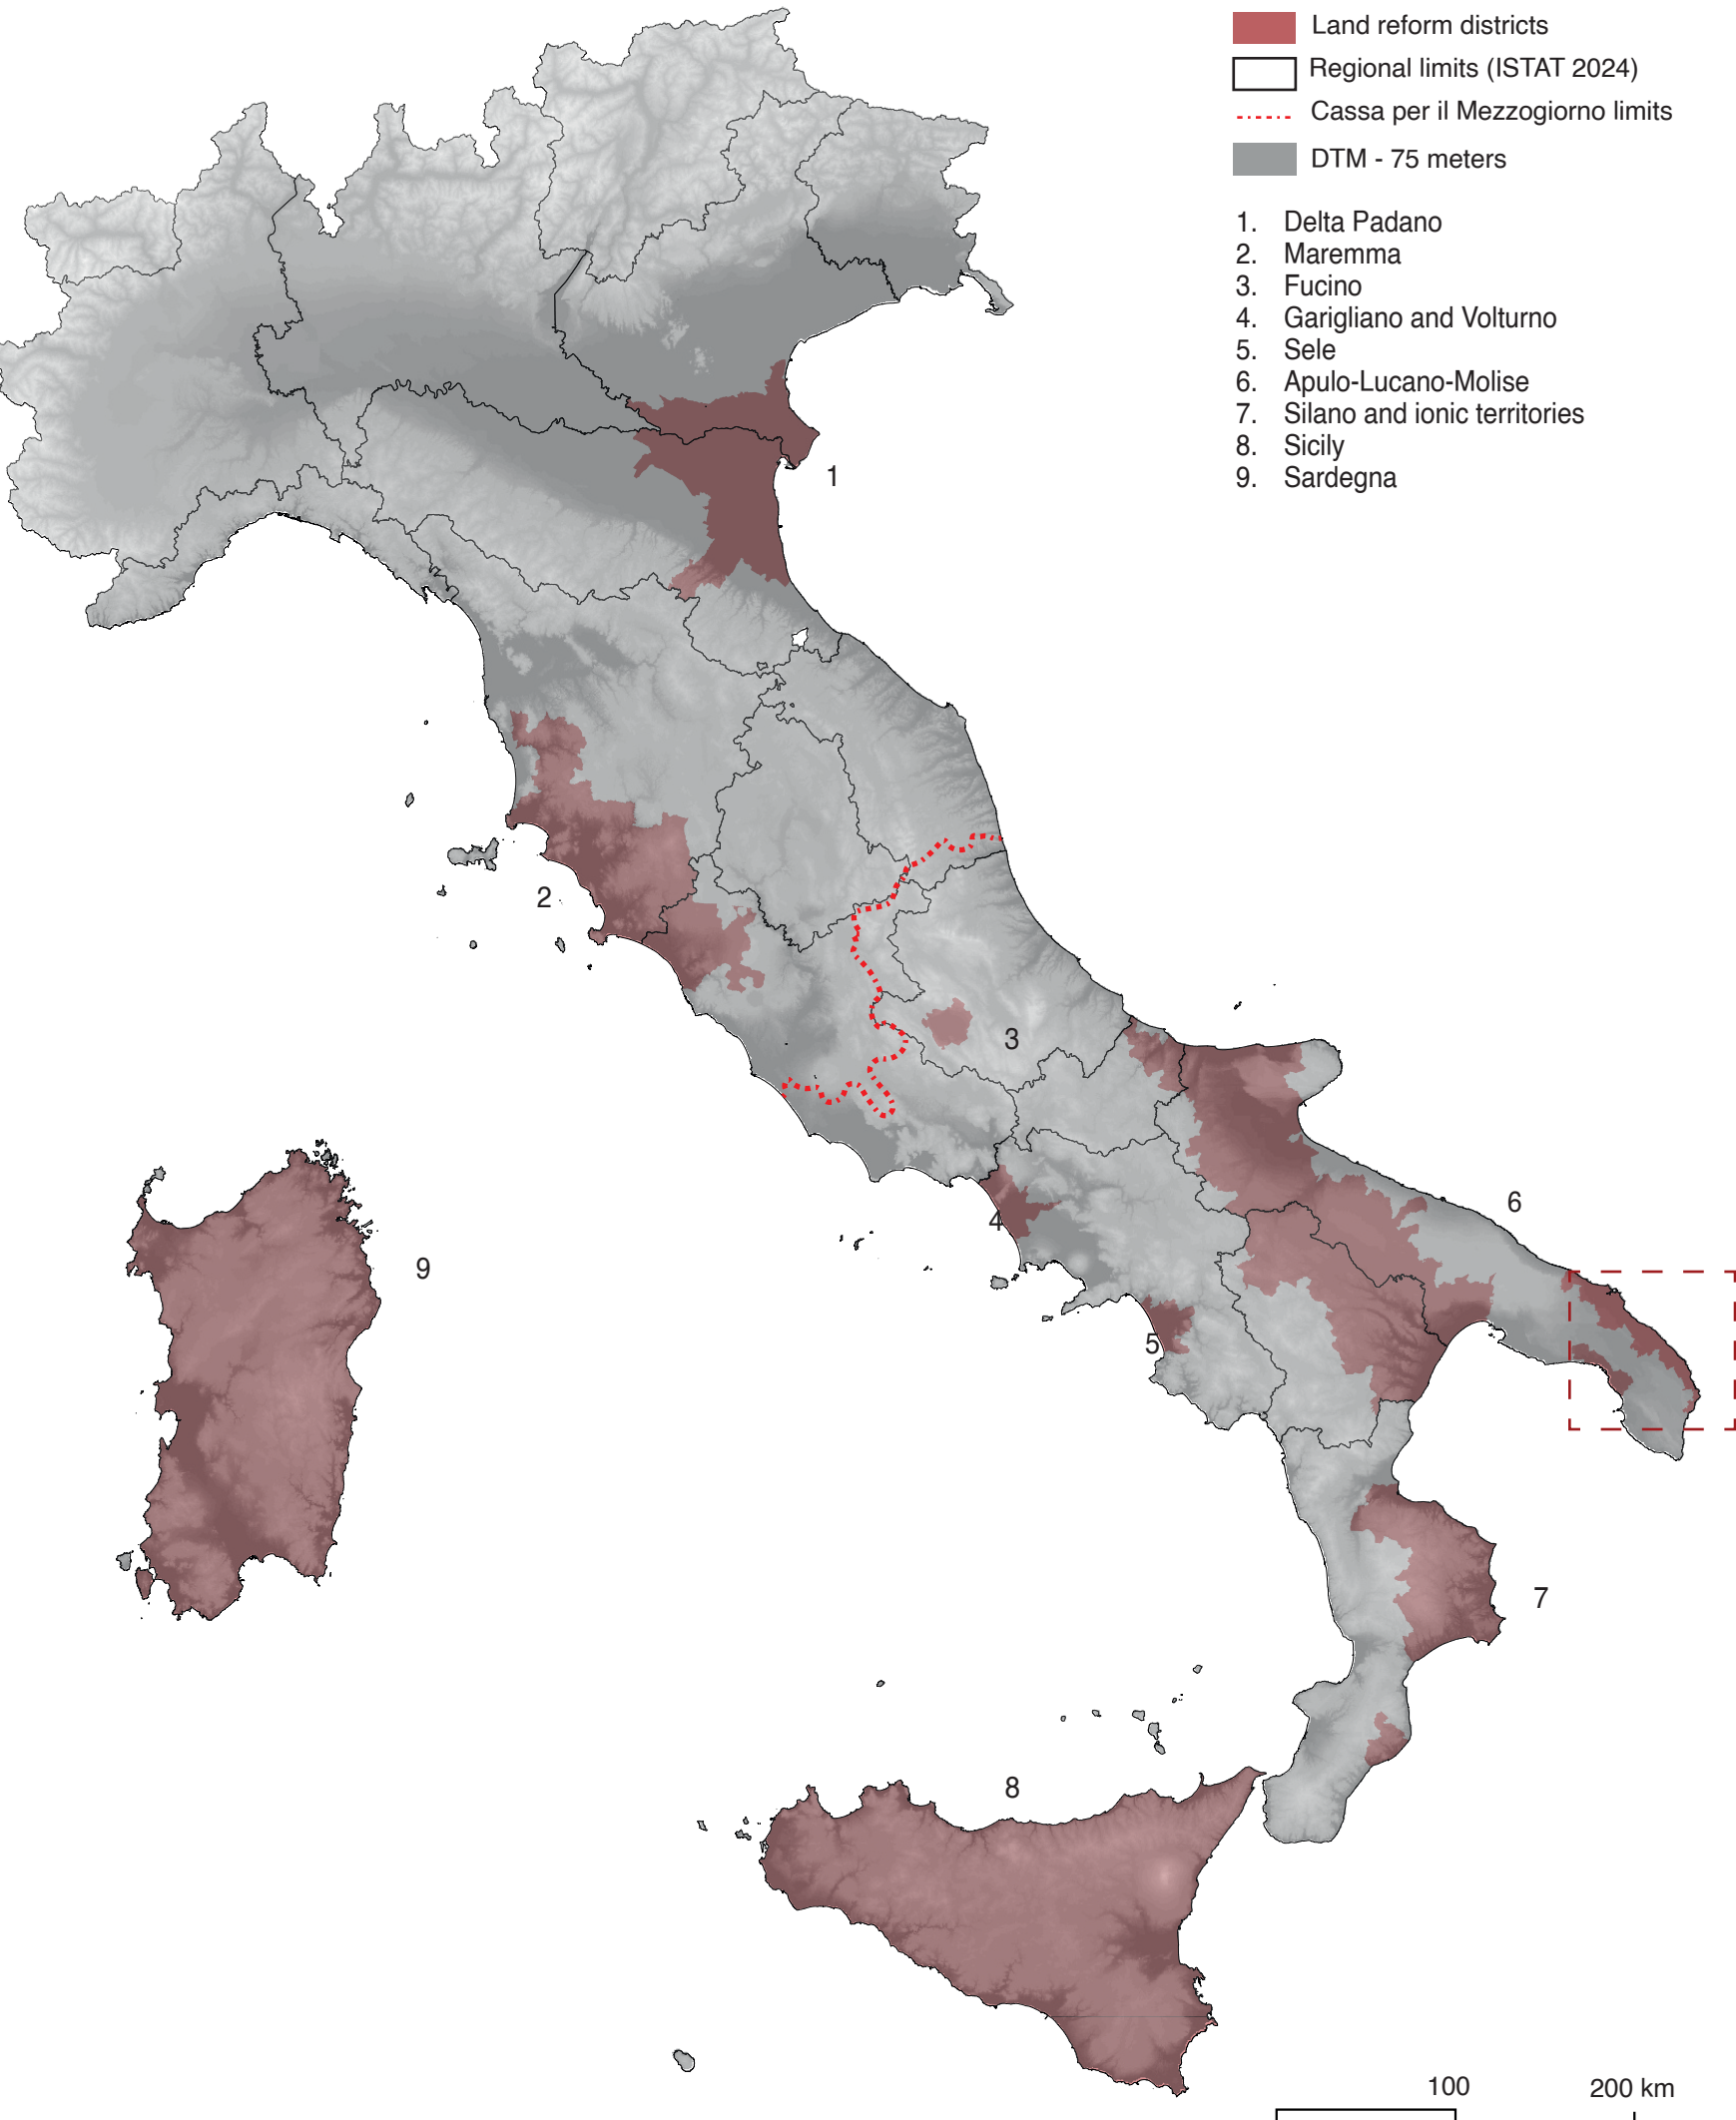 Land reform districts
Regional limits (ISTAT 2024)
Cassa per il Mezzogiorno limits
DTM - 75 meters
1. Delta Padano
2. Maremma
3. Fucino
4. Garigliano and Volturno
5. Sele
6. Apulo-Lucano-Molise
7. Silano and ionic territories
8. Sicily
9. Sardegna
1
2
3
4
6
9
5
7
8
100 200 km